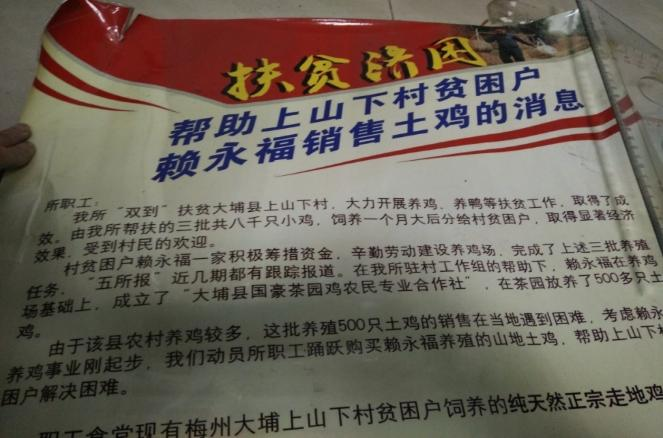 扶贫济困
帮助上山下村贫困户
赖永福销售土鸡的消息
所职工：
我所“双到”扶贫大埔县上山下村，大力开展养鸡、养鸭等扶贫工作，取得了成
效。由我所帮扶的三批共八千只小鸡，饲养一个月大后分给村贫困户，取得显著经济
效果，受到村民的欢迎。
村贫困户赖永福一家积极筹措资金，辛勤劳动建设养鸡场，完成了上述三批养殖
任务，“五所报”近几期都有跟踪报道。在我所驻村工作组的帮助下，赖永福在养鸡
场基础上，成立了“大埔县国豪茶园鸡农民专业合作社”，在茶园放养了500多只土
鸡。
由于该县农村养鸡较多，这批养殖500只土鸡的销售在当地遇到困难，考虑赖永
养鸡事业刚起步，我们动员所职工踊跃购买赖永福养殖的山地土鸡，帮助上山下村
困户解决困难。
职工食堂现有梅州大埔上山下村贫困户饲养的纯天然正宗走地鸡